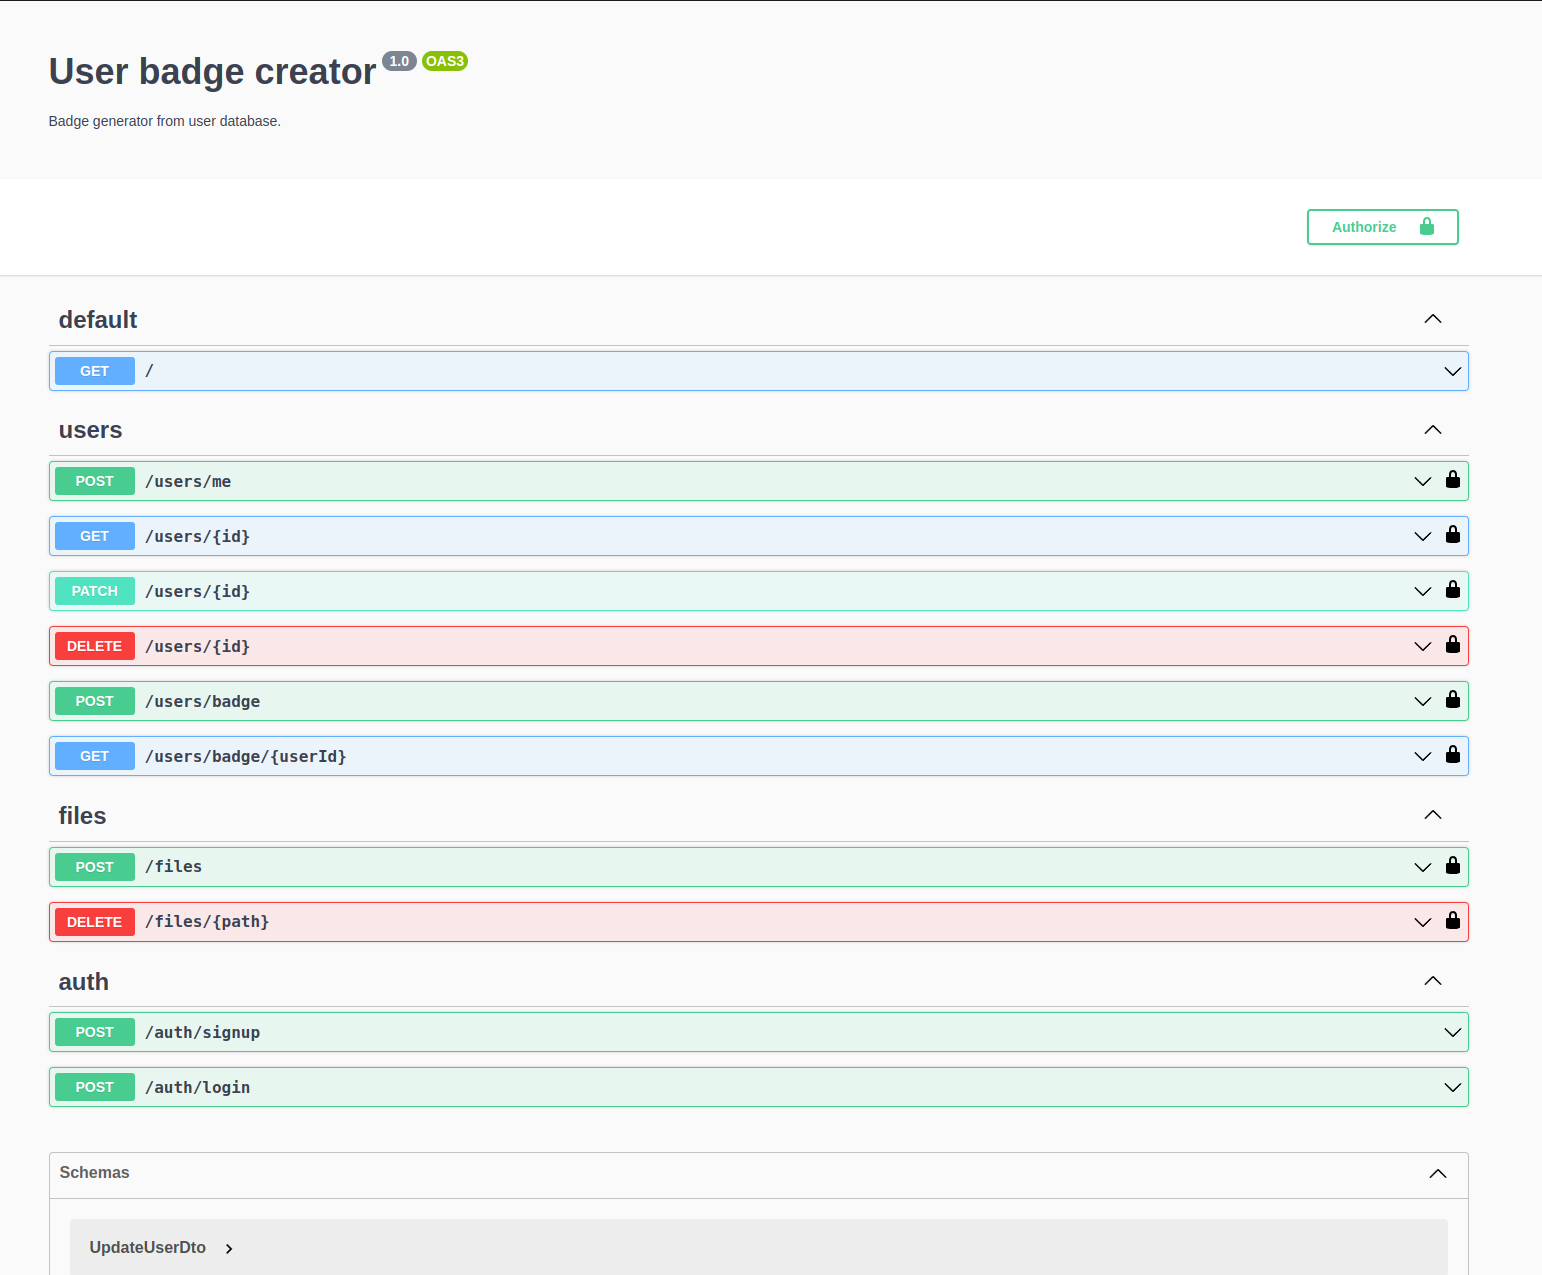 User badge creator 1.0 OAS3
Badge generator from user database.
Authorize
default
GET /
users
POST /users/me
GET /users/{id}
PATCH /users/{id}
DELETE /users/{id}
POST /users/badge
GET /users/badge/{userId}
files
POST /files
DELETE /files/{path}
auth
POST /auth/signup
POST /auth/login
Schemas
UpdateUserDto